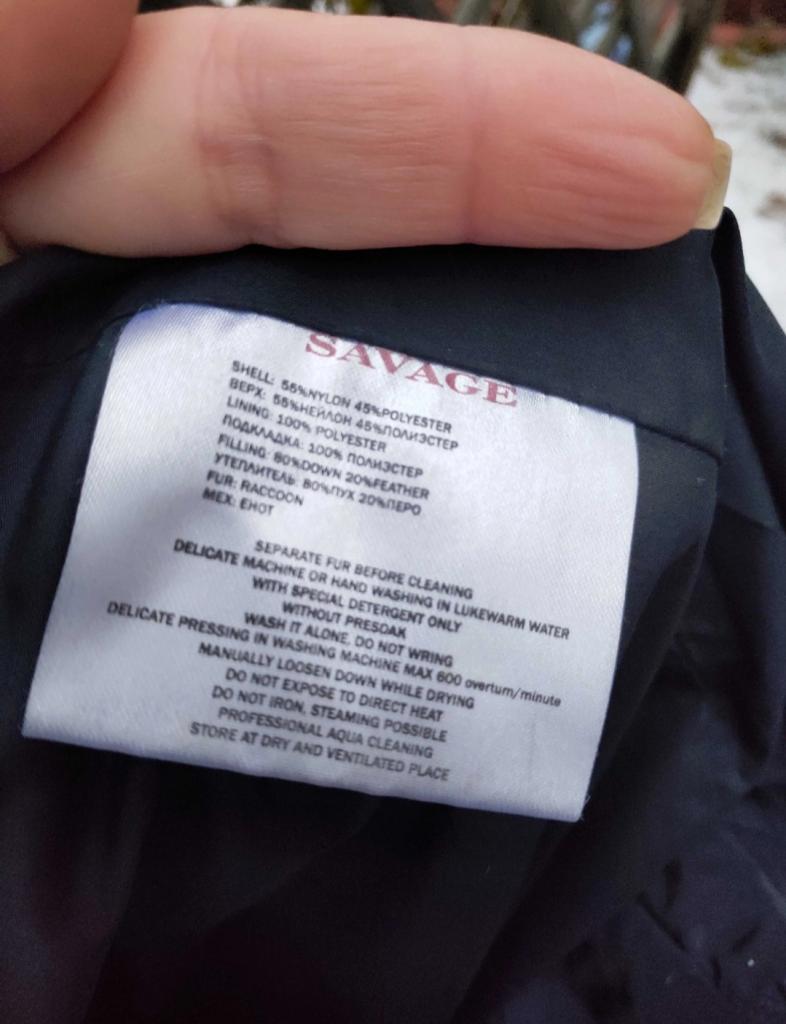 SAVAGE
SHELL: 55%NYLON 45%POLYESTER
ВЕРХ: 55%НЕЙЛОН 45%ПОЛИЭСТЕР
LINING: 100% POLYESTER
ПОДКЛАДКА: 100% ПОЛИЭСТЕР
FILLING: 80%DOWN 20%FEATHER
УТЕПЛИТЕЛЬ: 80%ПУХ 20%ПЕРО
FUR: RACCOON
МЕХ: ЕНОТ
SEPARATE FUR BEFORE CLEANING
DELICATE MACHINE OR HAND WASHING IN LUKEWARM WATER
WITH SPECIAL DETERGENT ONLY
WITHOUT PRESOAK
WASH IT ALONE. DO NOT WRING
DELICATE PRESSING IN WASHING MACHINE MAX 600 overturn/minute
MANUALLY LOOSEN DOWN WHILE DRYING
DO NOT EXPOSE TO DIRECT HEAT
DO NOT IRON, STEAMING POSSIBLE
PROFESSIONAL AQUA CLEANING
STORE AT DRY AND VENTILATED PLACE